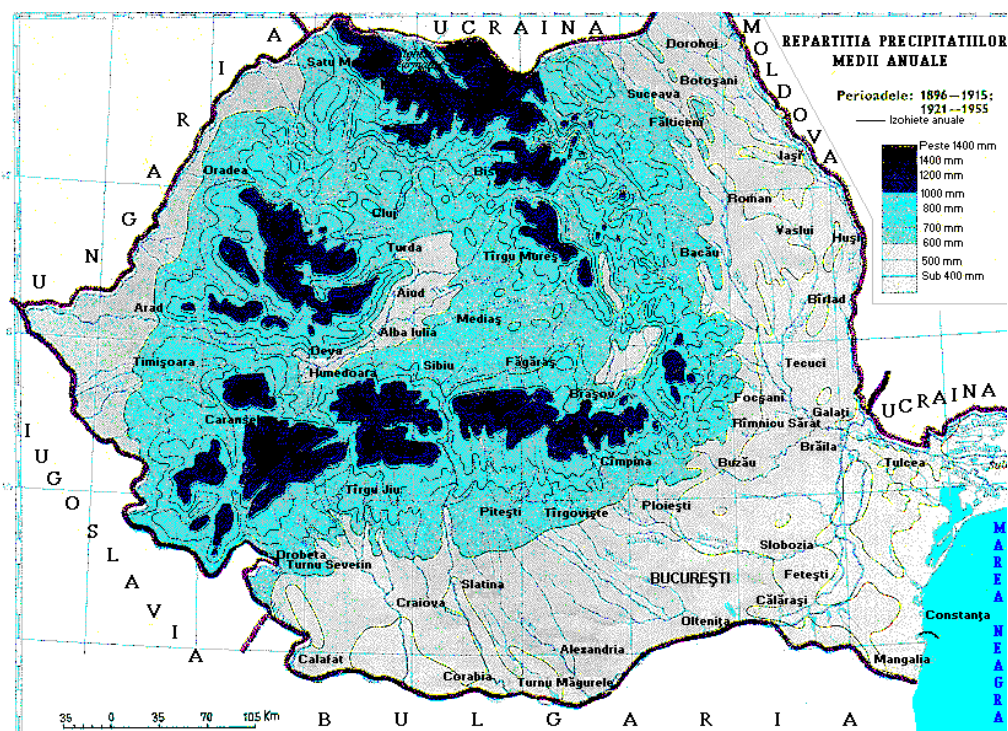 UCRAINA
MOLDOVA
UNGARIA
REPARTITIA PRECIPITATIILOR
MEDII ANUALE
Perioadele: 1896—1915;
1921--1955
Izohiete anuale
Peste 1400 mm
1400 mm
1200 mm
1000 mm
800 mm
700 mm
600 mm
500 mm
Sub 400 mm
Dorohoi
Satu M
Botoşani
Suceava
Fălticeni
Iaşi
Oradea
Bis
Roman
Cluj
Vaslui
Huşi
Turda
Tîrgu Mureş
Bacău
Aiud
Bîrlad
Arad
Mediaş
Alba Iulia
Deva
Timişoara
Hunedoara
Sibiu
Făgăraş
Tecuci
Braşov
Focşani
Galaţi
UCRAINA
Caranse
Rîmniou Sărat
Brăila
Cîmpina
Buzău
Tulcea
IUGOSLAVIA
Tîrgu Jiu
Piteşti
Tîrgovişte
Ploieşti
Slobozia
Drobeta
Turnu Severin
BUCUREŞTI
Feteşti
Slatina
Craiova
Călăraşi
Olteniţa
Constanţa
MAREA NEAGRA
Alexandria
Calafat
Mangalia
Corabia
Turnu Măgurele
35 0 35 70 105 Km
BULGARIA